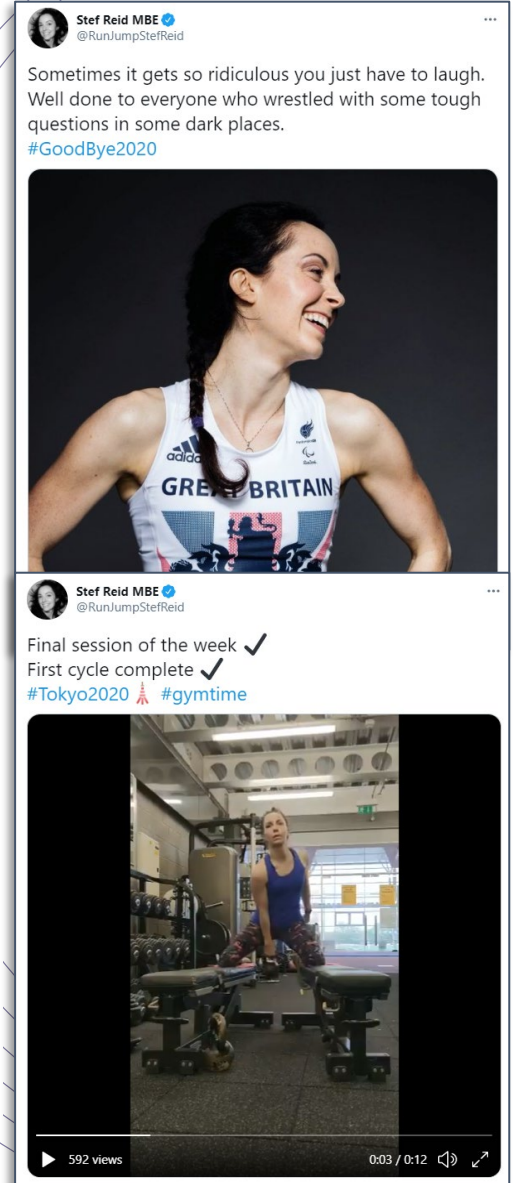 Stef Reid MBE
@RunJumpStefReid
Sometimes it gets so ridiculous you just have to laugh.
Well done to everyone who wrestled with some tough
questions in some dark places.
#GoodBye2020
adidas
GREAT BRITAIN
Stef Reid MBE
@RunJumpStefReid
Final session of the week ✔
First cycle complete ✔
#Tokyo2020 🗼 #gymtime
592 views
0:03 / 0:12